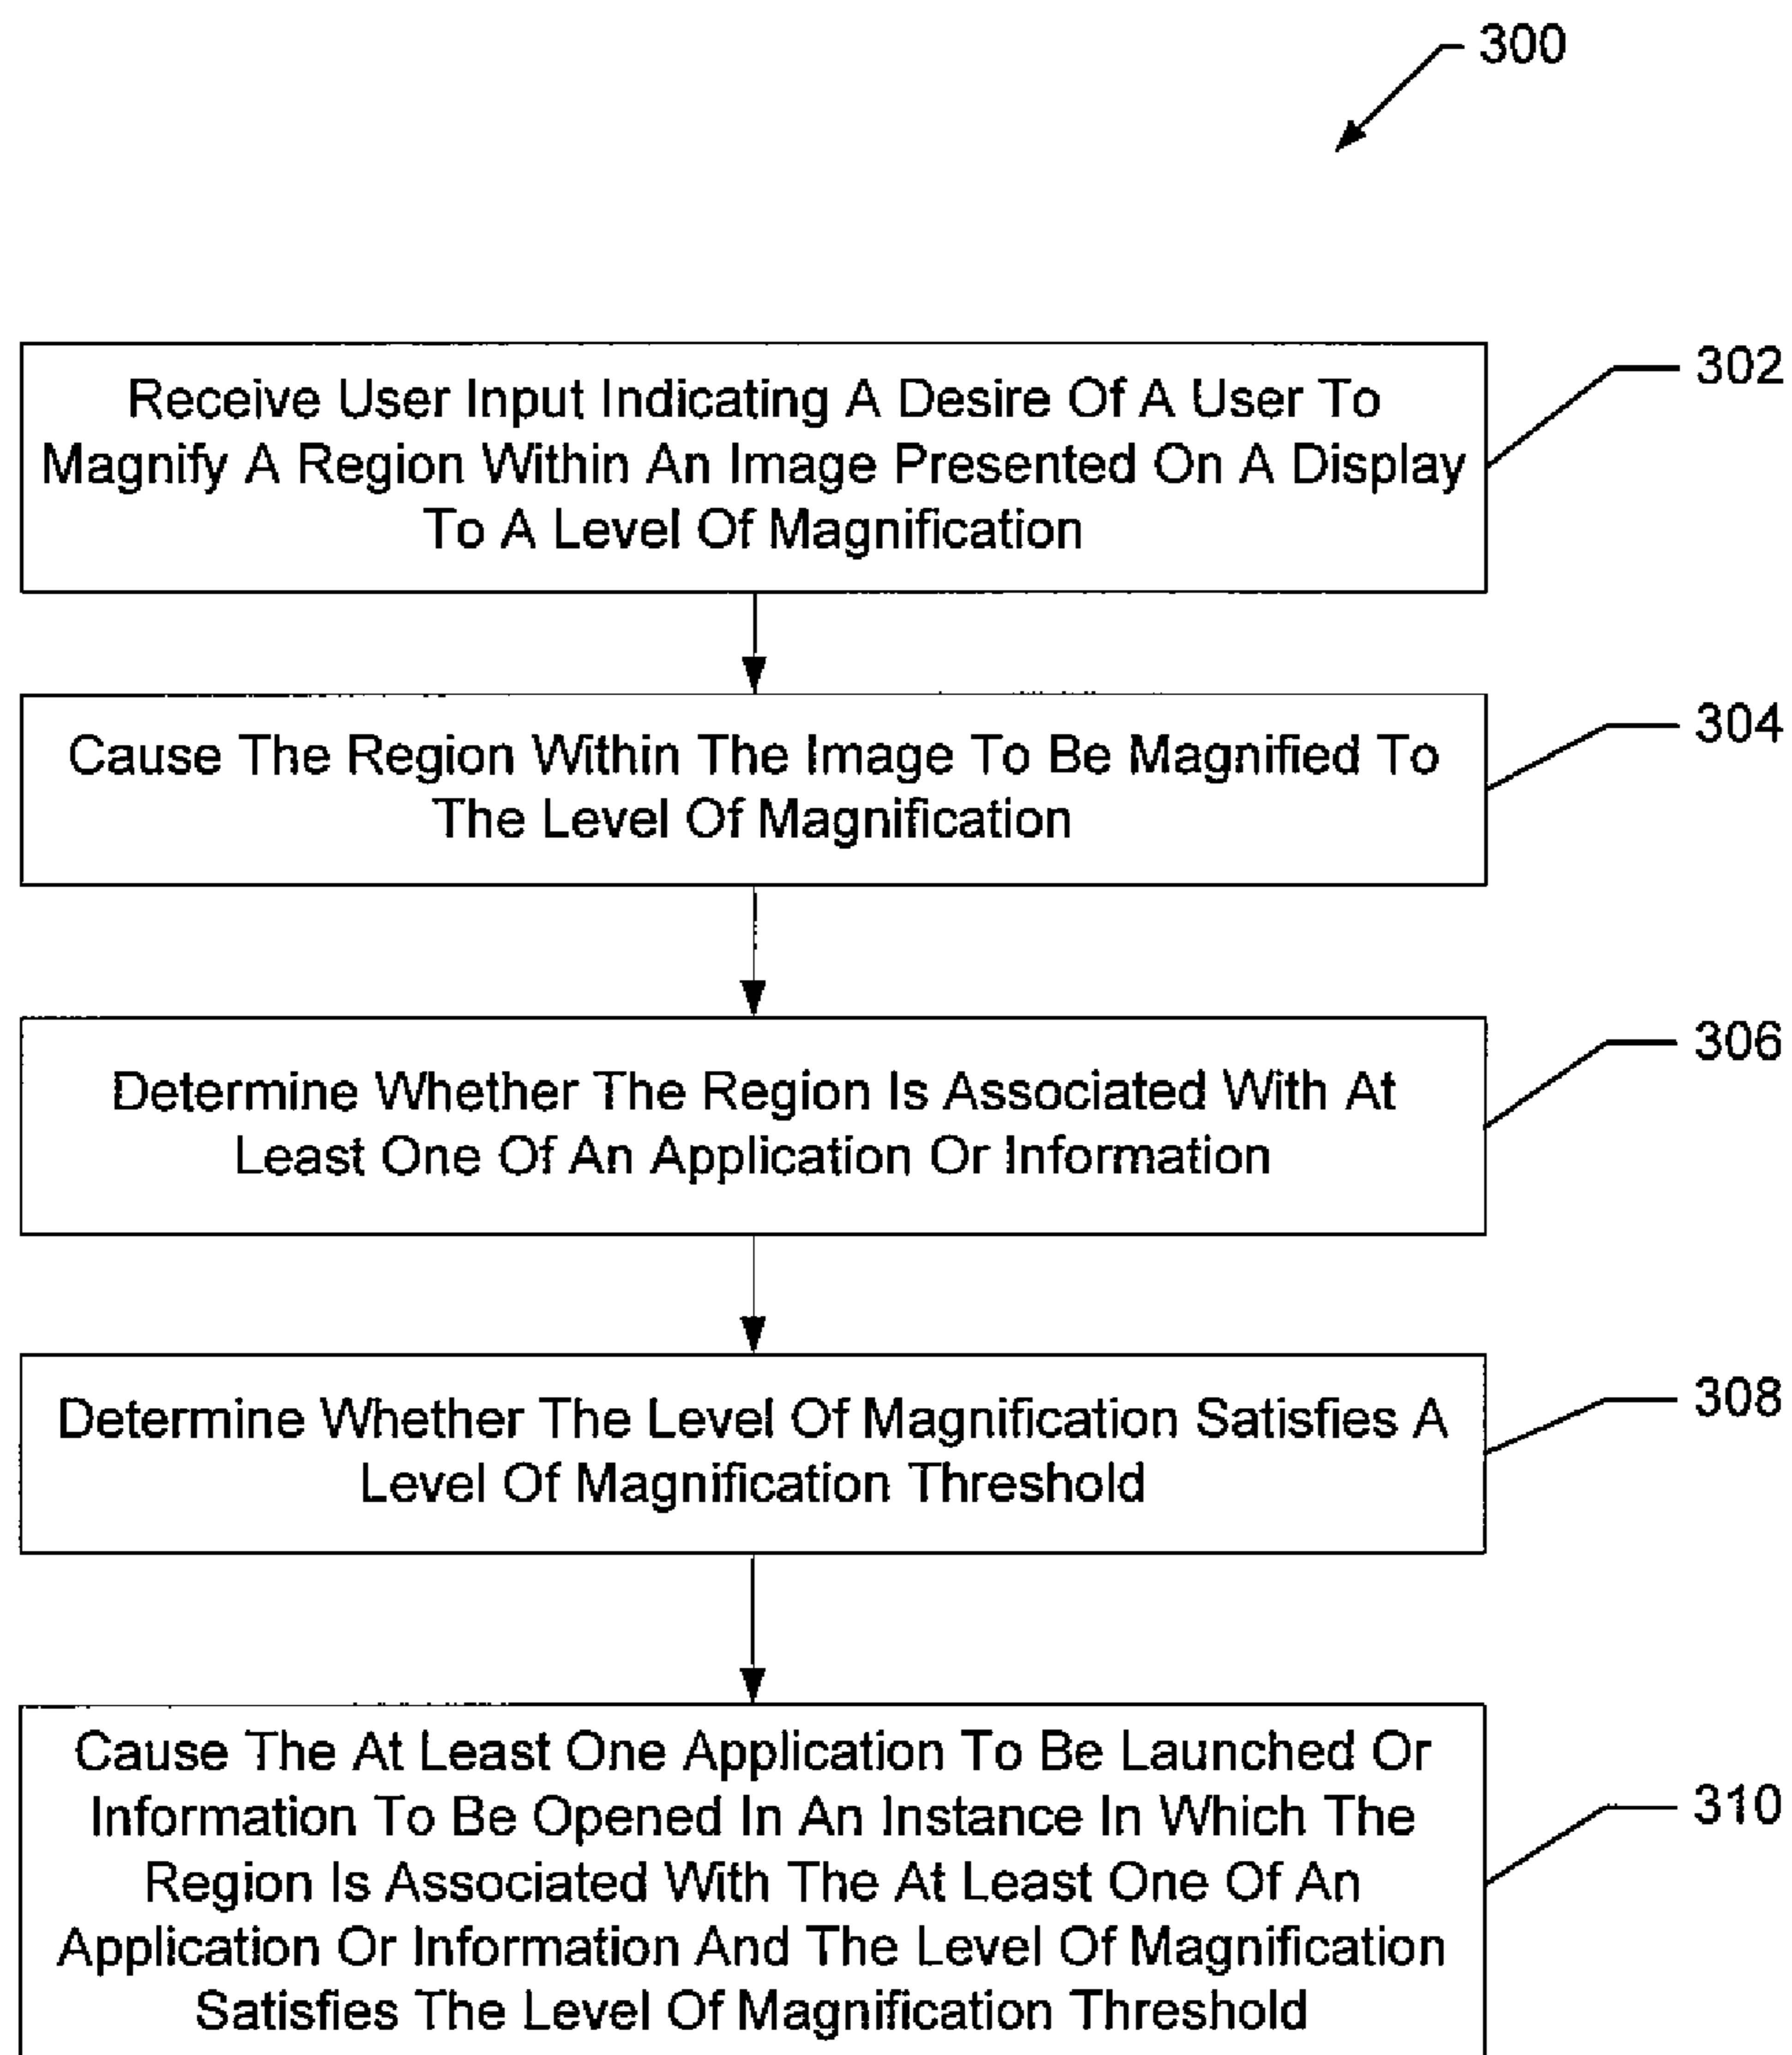 300
Receive User Input Indicating A Desire Of A User To
Magnify A Region Within An Image Presented On A Display
To A Level Of Magnification
302
Cause The Region Within The Image To Be Magnified To
The Level Of Magnification
304
Determine Whether The Region Is Associated With At
Least One Of An Application Or Information
306
Determine Whether The Level Of Magnification Satisfies A
Level Of Magnification Threshold
308
Cause The At Least One Application To Be Launched Or
Information To Be Opened In An Instance In Which The
Region Is Associated With The At Least One Of An
Application Or Information And The Level Of Magnification
Satisfies The Level Of Magnification Threshold
310